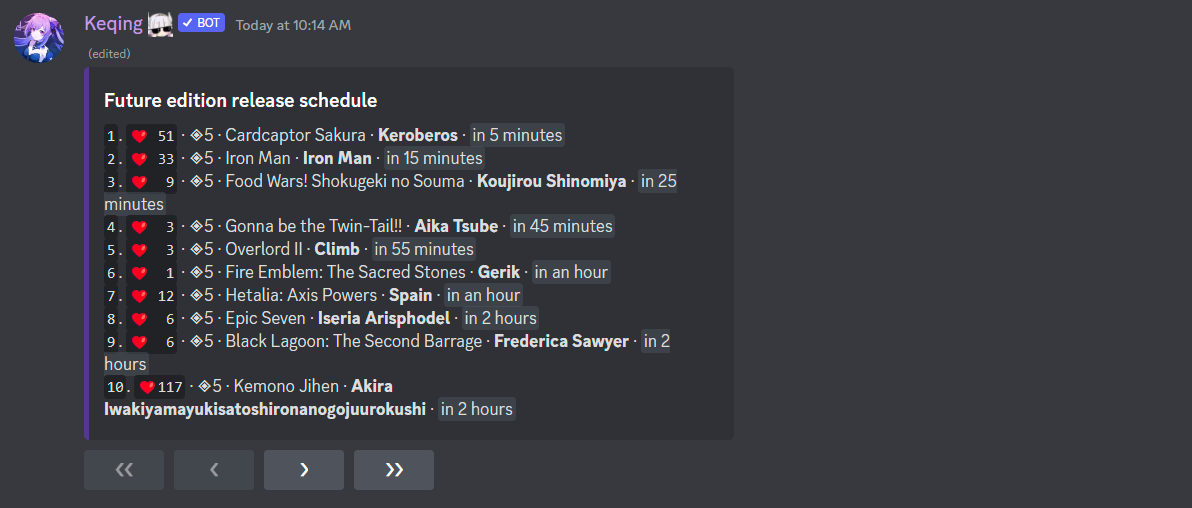 Keqing ✓ BOT Today at 10:14 AM
(edited)
Future edition release schedule
1. ❤️ 51 · ◈5 · Cardcaptor Sakura · Keroberos · in 5 minutes
2. ❤️ 33 · ◈5 · Iron Man · Iron Man · in 15 minutes
3. ❤️ 9 · ◈5 · Food Wars! Shokugeki no Souma · Koujirou Shinomiya · in 25
minutes
4. ❤️ 3 · ◈5 · Gonna be the Twin-Tail!! · Aika Tsube · in 45 minutes
5. ❤️ 3 · ◈5 · Overlord II · Climb · in 55 minutes
6. ❤️ 1 · ◈5 · Fire Emblem: The Sacred Stones · Gerik · in an hour
7. ❤️ 12 · ◈5 · Hetalia: Axis Powers · Spain · in an hour
8. ❤️ 6 · ◈5 · Epic Seven · Iseria Arisphodel · in 2 hours
9. ❤️ 6 · ◈5 · Black Lagoon: The Second Barrage · Frederica Sawyer · in 2
hours
10. ❤️117 · ◈5 · Kemono Jihen · Akira
Iwakiyamayukisatoshironanogojuurokushi · in 2 hours